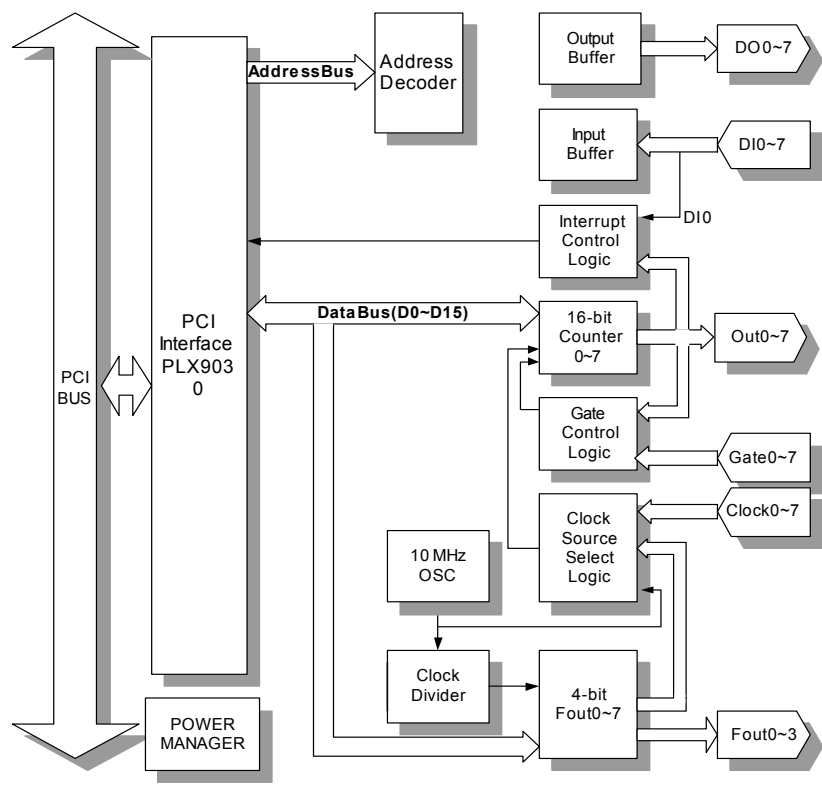 PCI
BUS
PCI
Interface
PLX903
0
POWER
MANAGER
AddressBus
Address
Decoder
Output
Buffer
DO0~7
Input
Buffer
DI0~7
DI0
Interrupt
Control
Logic
DataBus(D0~D15)
16-bit
Counter
0~7
Out0~7
Gate
Control
Logic
Gate0~7
Clock0~7
Clock
Source
Select
Logic
10 MHz
OSC
Clock
Divider
4-bit
Fout0~7
Fout0~3